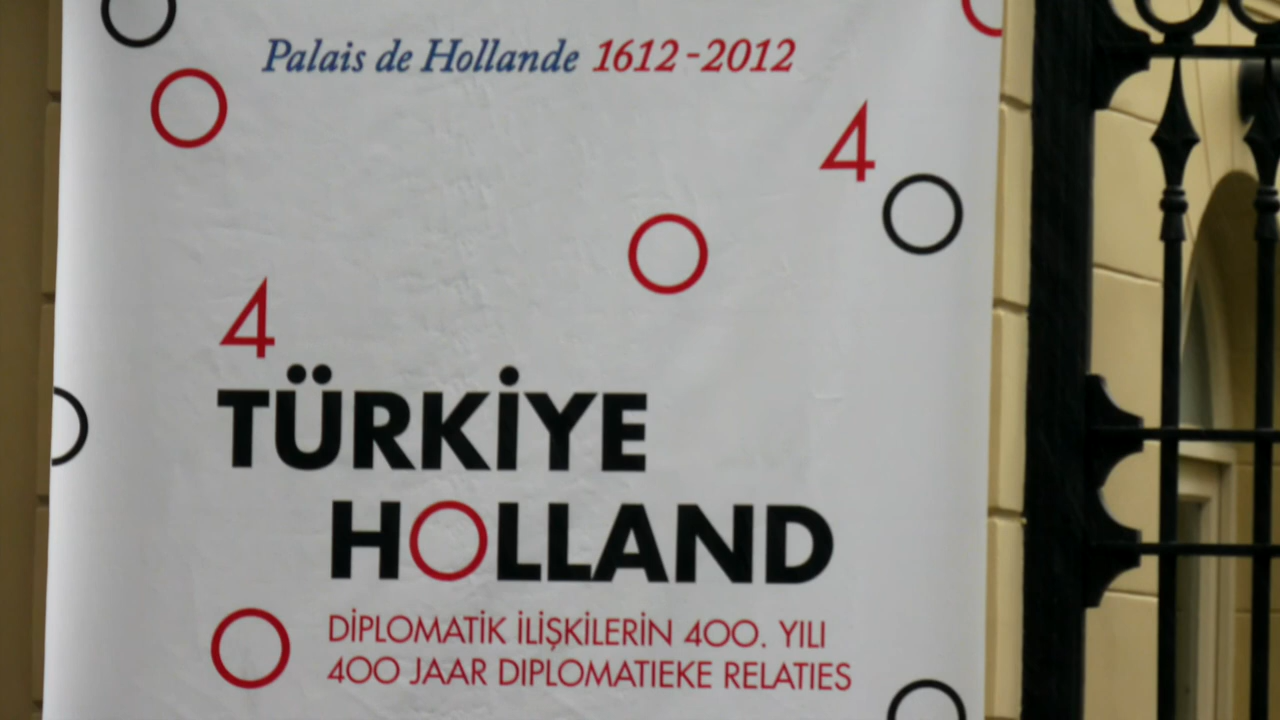 Palais de Hollande 1612-2012
4
4
TÜRKİYE
HOLLAND
DİPLOMATİK İLİŞKİLERİN 400. YILI
400 JAAR DIPLOMATIEKE RELATIES